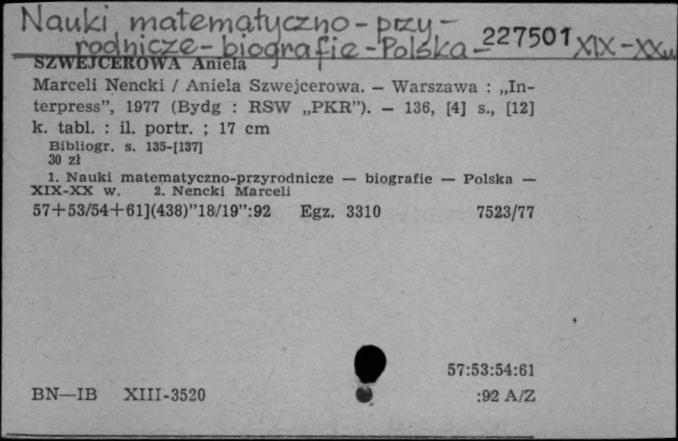 Nauki matematyczno-przy-
rodnicze-biografie-Polska- 227501 XIX-XXw
SZWEJCEROWA Aniela
Marceli Nencki / Aniela Szwejcerowa. — Warszawa : „In-
terpress”, 1977 (Bydg : RSW „PKR”). — 136, [4] s., [12]
k. tabl. : il. portr. ; 17 cm
Bibliogr. s. 135-[137]
30 zł
1. Nauki matematyczno-przyrodnicze — biografie — Polska —
XIX-XX w. 2. Nencki Marceli
57+53/54+61](438)”18/19”:92 Egz. 3310 7523/77
57:53:54:61
BN—IB XIII-3520 :92 A/Z